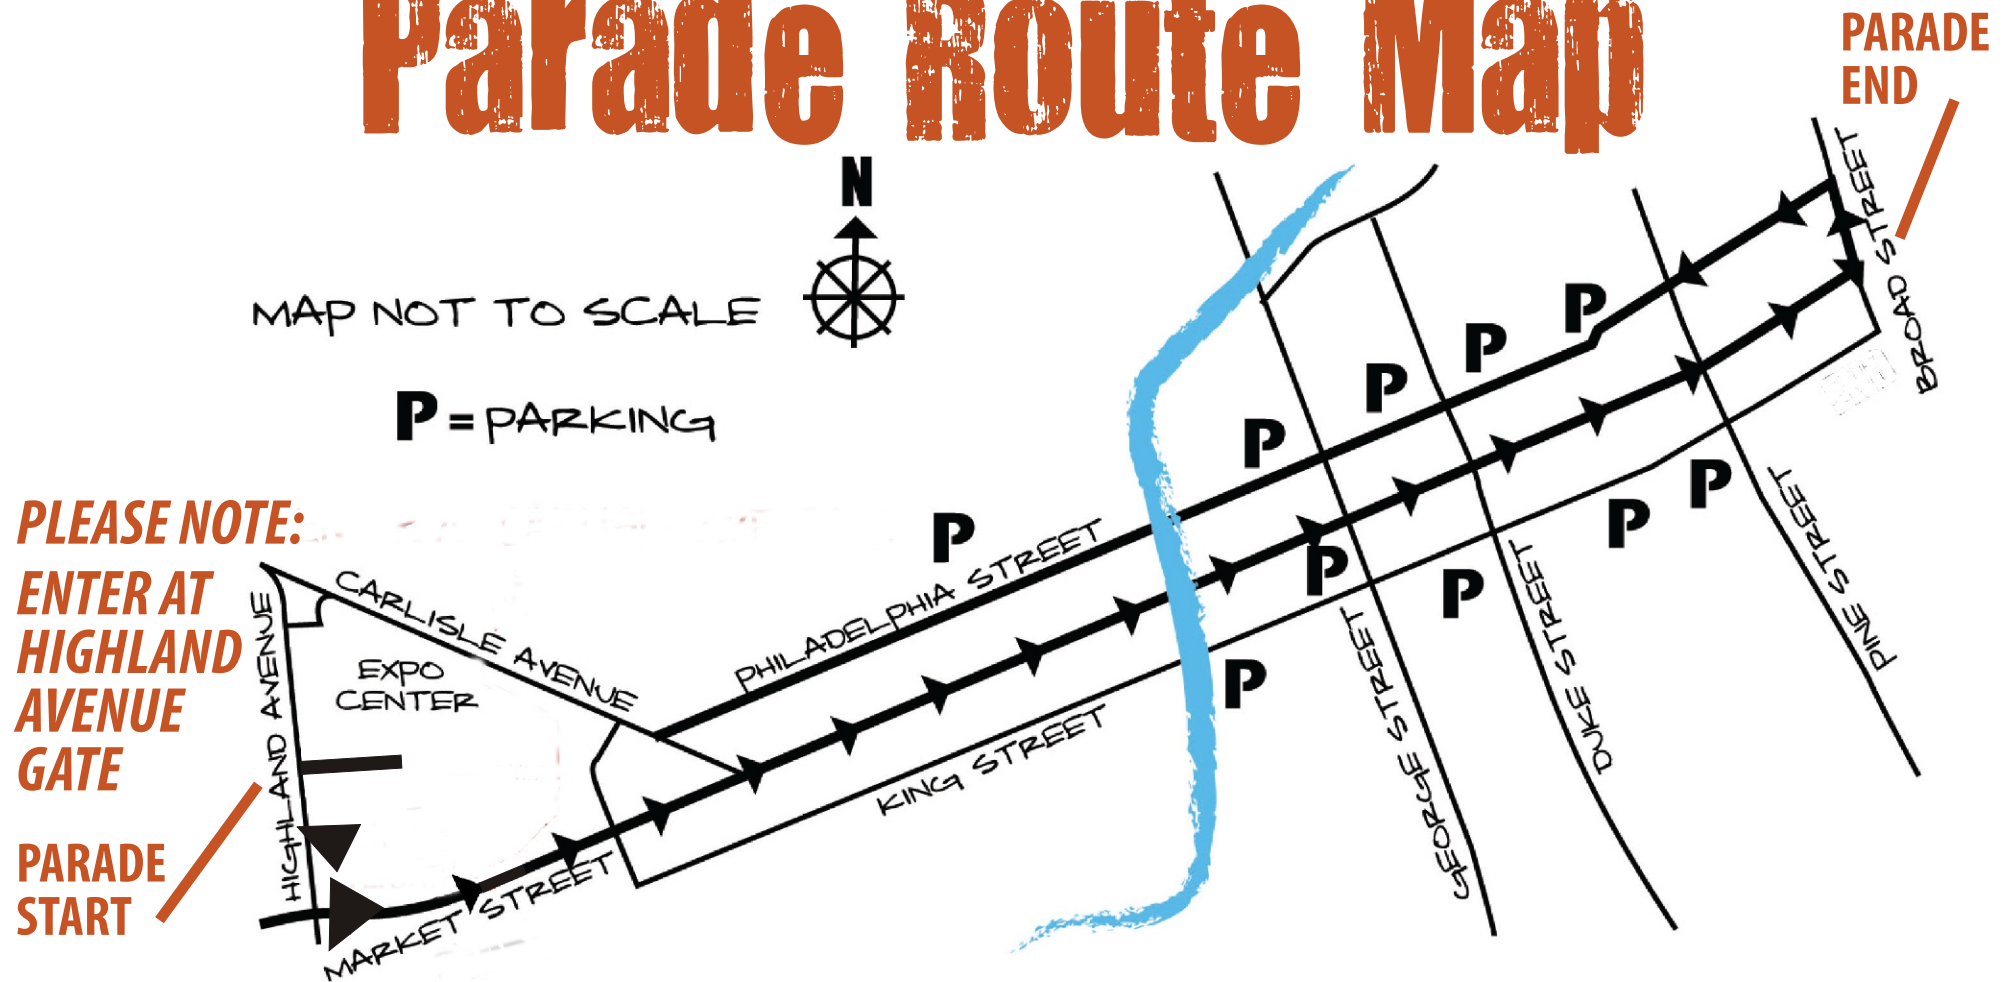 Parade Route Map
PARADE
END
N
MAP NOT TO SCALE
P = PARKING
PLEASE NOTE:
ENTER AT
HIGHLAND
AVENUE
GATE
PARADE
START
HIGHLAND AVENUE
CARLISLE AVENUE
EXPO
CENTER
MARKET STREET
PHILADELPHIA STREET
KING STREET
GEORGE STREET
DUKE STREET
PINE STREET
BROAD STREET
P
P
P
P
P
P
P
P
P
P